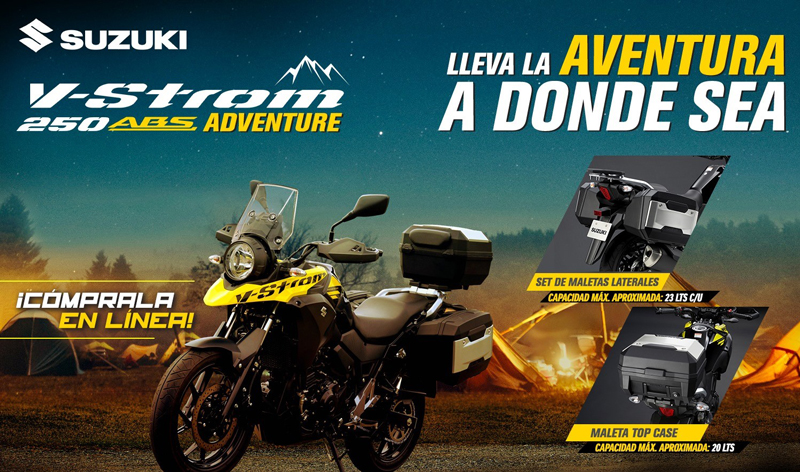 SUZUKI
V-Strom
250 ABS ADVENTURE
LLEVA LA AVENTURA
A DONDE SEA
¡CÓMPRALA
EN LÍNEA!
V-Strom
SUZUKI
SET DE MALETAS LATERALES
CAPACIDAD MÁX. APROXIMADA: 23 LTS C/U
MALETA TOP CASE
CAPACIDAD MÁX. APROXIMADA: 20 LTS